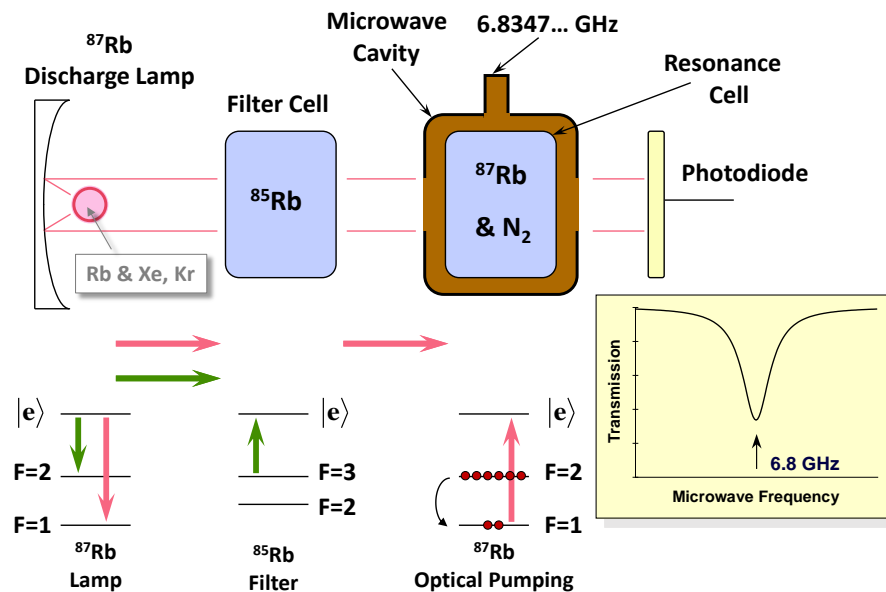 ⁸⁷Rb
Discharge Lamp
Filter Cell
Microwave
Cavity
6.8347... GHz
Resonance
Cell
⁸⁵Rb
⁸⁷Rb
& N₂
Photodiode
Rb & Xe, Kr
|e⟩
F=2
F=1
⁸⁷Rb
Lamp
|e⟩
F=3
F=2
⁸⁵Rb
Filter
|e⟩
F=2
F=1
⁸⁷Rb
Optical Pumping
Transmission
6.8 GHz
Microwave Frequency